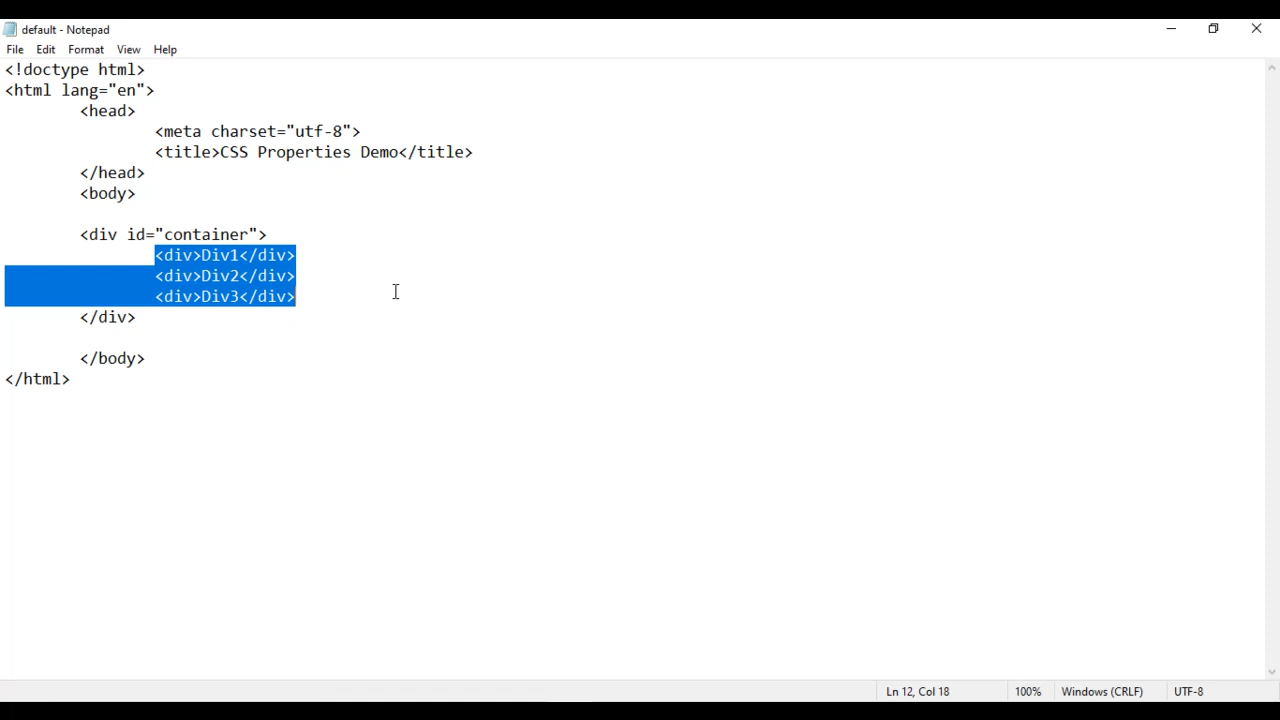 default - Notepad
File Edit Format View Help
<!doctype html>
<html lang="en">
<head>
<meta charset="utf-8">
<title>CSS Properties Demo</title>
</head>
<body>
<div id="container">
<div>Div1</div>
<div>Div2</div>
<div>Div3</div>
</div>
</body>
</html>
Ln 12, Col 18 100% Windows (CRLF) UTF-8